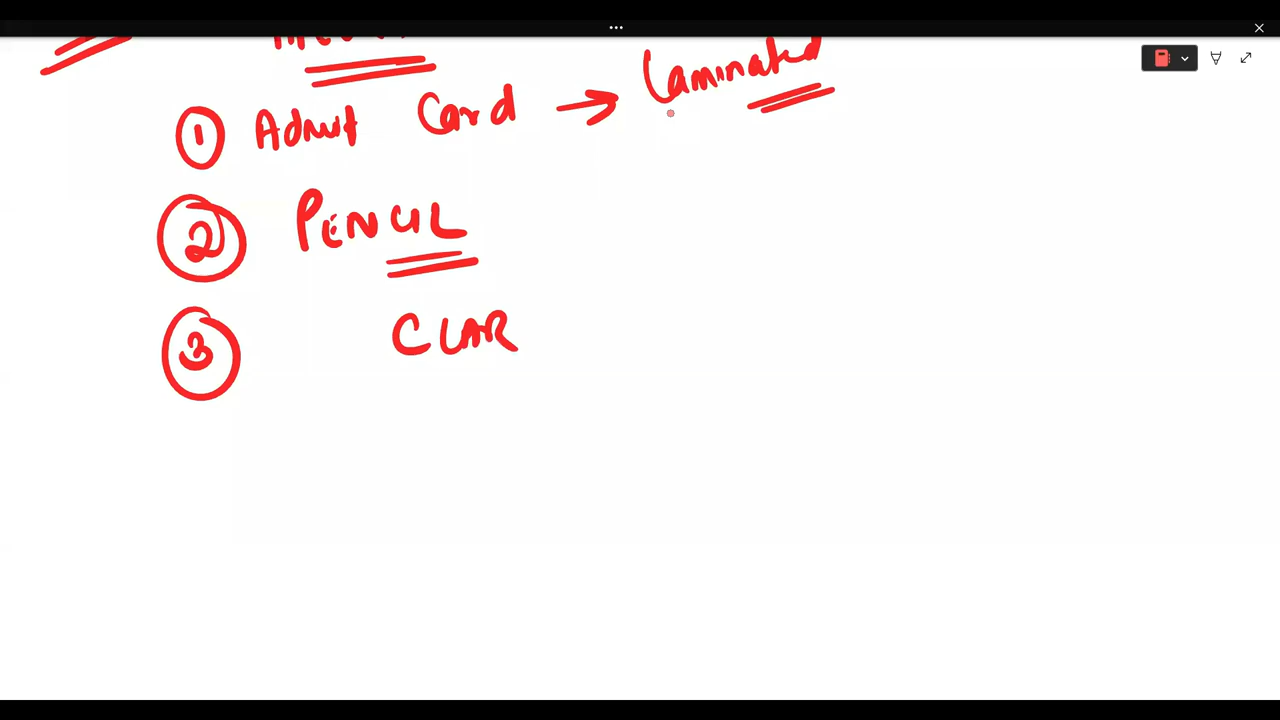 ① Admit Card → Laminated
② PENCIL
③ CLAR